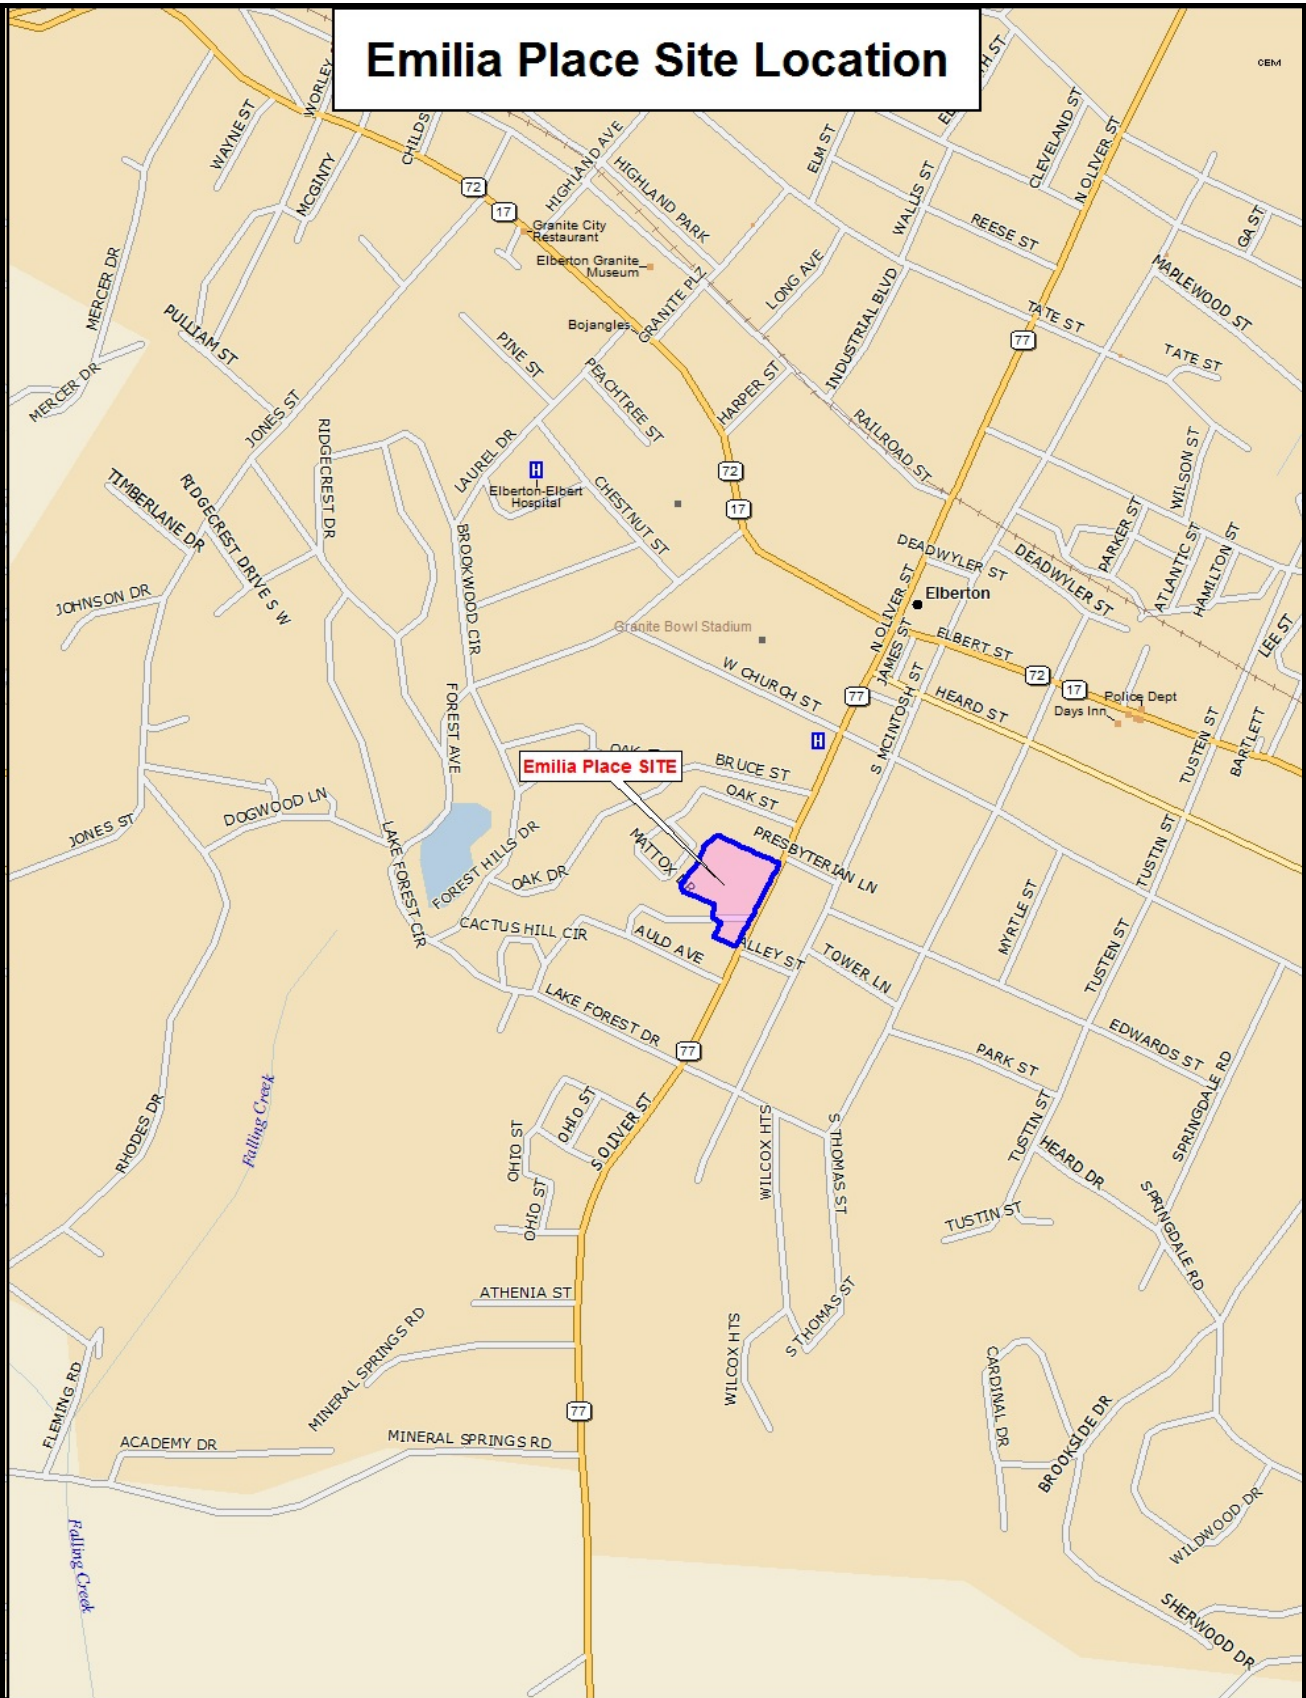 Emilia Place Site Location
CEM
WAYNE ST
WORLEY
MCGINTY
CHILDS
72
17
HIGHLAND AVE
HIGHLAND PARK
ELM ST
WALLIS ST
CLEVELAND ST
N OLIVER ST
REESE ST
GA ST
MAPLEWOOD ST
Granite City
Restaurant
Elberton Granite
Museum
MERCER DR
LONG AVE
INDUSTRIAL BLVD
GRANITE PLZ
Bojangles
TATE ST
77
TATE ST
PULLIAM ST
PINE ST
PEACHTREE ST
HARPER ST
MERCER DR
JONES ST
RAILROAD ST
RIDGECREST DR
LAUREL DR
H
Elberton-Elbert
Hospital
CHESTNUT ST
72
17
WILSON ST
TIMBERLANE DR
RIDGECREST DRIVE S W
PARKER ST
ATLANTIC ST
HAMILTON ST
DEADWYLER ST
DEADWYLER ST
BROOKWOOD CIR
JOHNSON DR
N OLIVER ST
Elberton
LEE ST
Granite Bowl Stadium
JAMES ST
ELBERT ST
72
17
W CHURCH ST
77
S MCINTOSH ST
HEARD ST
Police Dept
Days Inn
TUSTEN ST
BARTLETT
FOREST AVE
H
Emilia Place SITE
BRUCE ST
OAK ST
DOGWOOD LN
JONES ST
LAKE FOREST CIR
FOREST HILLS DR
OAK DR
MATTOX DR
PRESBYTERIAN LN
TUSTIN ST
MYRTLE ST
CACTUS HILL CIR
AULD AVE
ALLEY ST
TOWER LN
TUSTEN ST
LAKE FOREST DR
77
EDWARDS ST
PARK ST
SPRINGDALE RD
Falling Creek
RHODES DR
OHIO ST
OHIO ST
S OLIVER ST
WILCOX HTS
S THOMAS ST
TUSTIN ST
HEARD DR
OHIO ST
TUSTIN ST
SPRINGDALE RD
ATHENIA ST
MINERAL SPRINGS RD
S THOMAS ST
WILCOX HTS
CARDINAL DR
FLEMING RD
77
BROOKSIDE DR
ACADEMY DR
MINERAL SPRINGS RD
WILDWOOD DR
Falling Creek
SHERWOOD DR